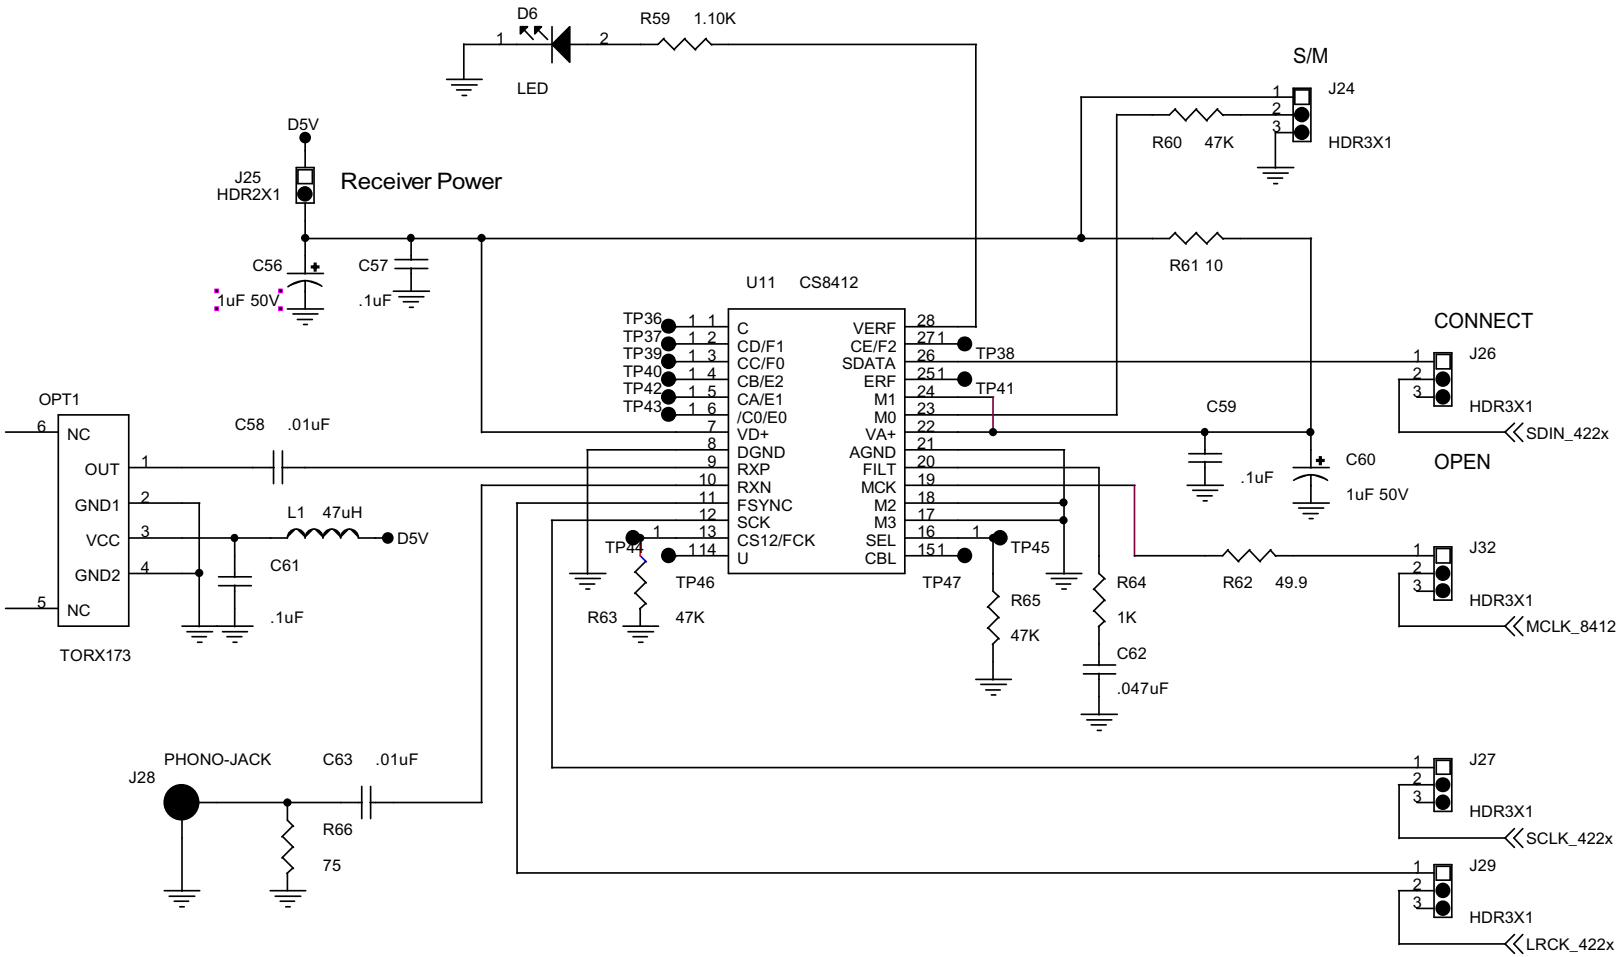 D6
R59 1.10K
1 2
LED
S/M
J24
1
2
3
R60 47K
HDR3X1
D5V
J25
HDR2X1
Receiver Power
C56
+
1uF 50V
C57
.1uF
R61 10
U11 CS8412
TP36 1 1 C
TP37 1 2 CD/F1
TP39 1 3 CC/F0
TP40 1 4 CB/E2
TP42 1 5 CA/E1
TP43 1 6 /C0/E0
7 VD+
8 DGND
9 RXP
10 RXN
11 FSYNC
12 SCK
TP44 1 13 CS12/FCK
TP46 1 14 U
VERF 28
CE/F2 27 1 TP38
SDATA 26
ERF 25 1 TP41
M1 24
M0 23
VA+ 22
AGND 21
FILT 20
MCK 19
M2 18
M3 17
SEL 16 1 TP45
CBL 15 1 TP47
CONNECT
J26
1
2
3
HDR3X1
SDIN_422x
OPEN
C59
.1uF
C60
+
1uF 50V
OPT1
6 NC
OUT 1
GND1 2
VCC 3
GND2 4
5 NC
TORX173
C58 .01uF
L1 47uH
D5V
C61
.1uF
R63 47K
R65
47K
R64
1K
C62
.047uF
R62 49.9
J32
1
2
3
HDR3X1
MCLK_8412
PHONO-JACK
J28
C63 .01uF
R66
75
J27
1
2
3
HDR3X1
SCLK_422x
J29
1
2
3
HDR3X1
LRCK_422x